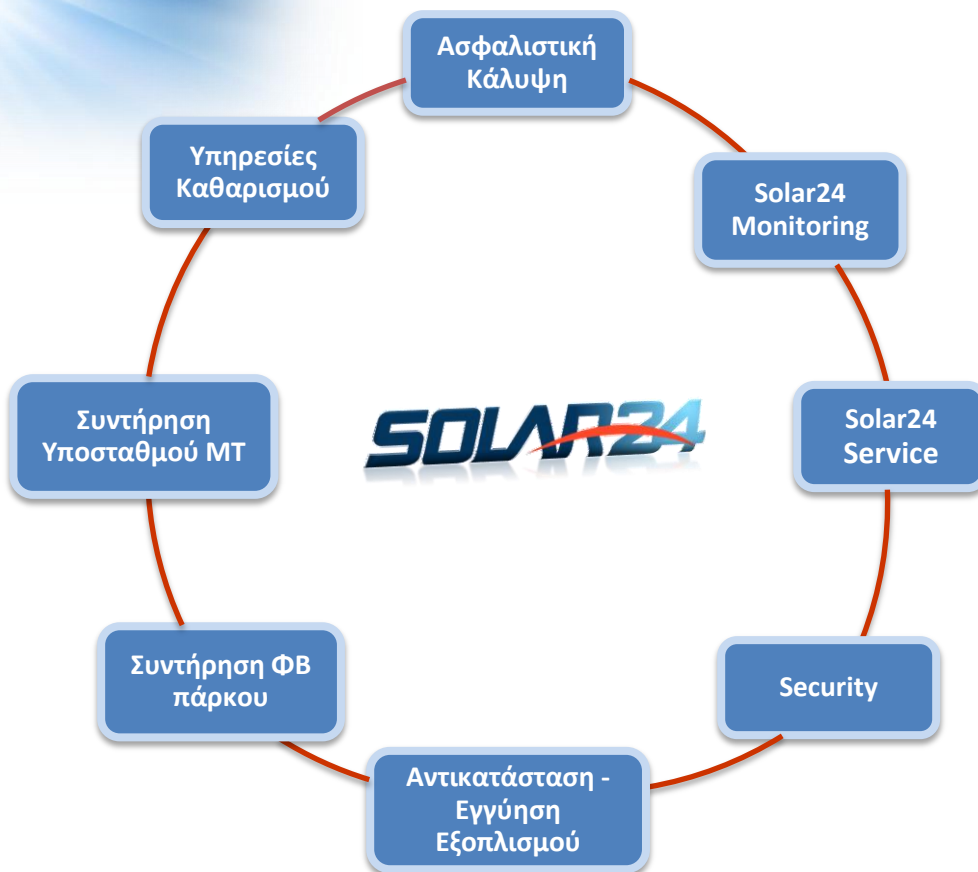 Ασφαλιστική
Κάλυψη
Solar24
Monitoring
Solar24
Service
Security
Αντικατάσταση -
Εγγύηση
Εξοπλισμού
Συντήρηση ΦΒ
πάρκου
Συντήρηση
Υποσταθμού ΜΤ
Υπηρεσίες
Καθαρισμού
SOLAR24